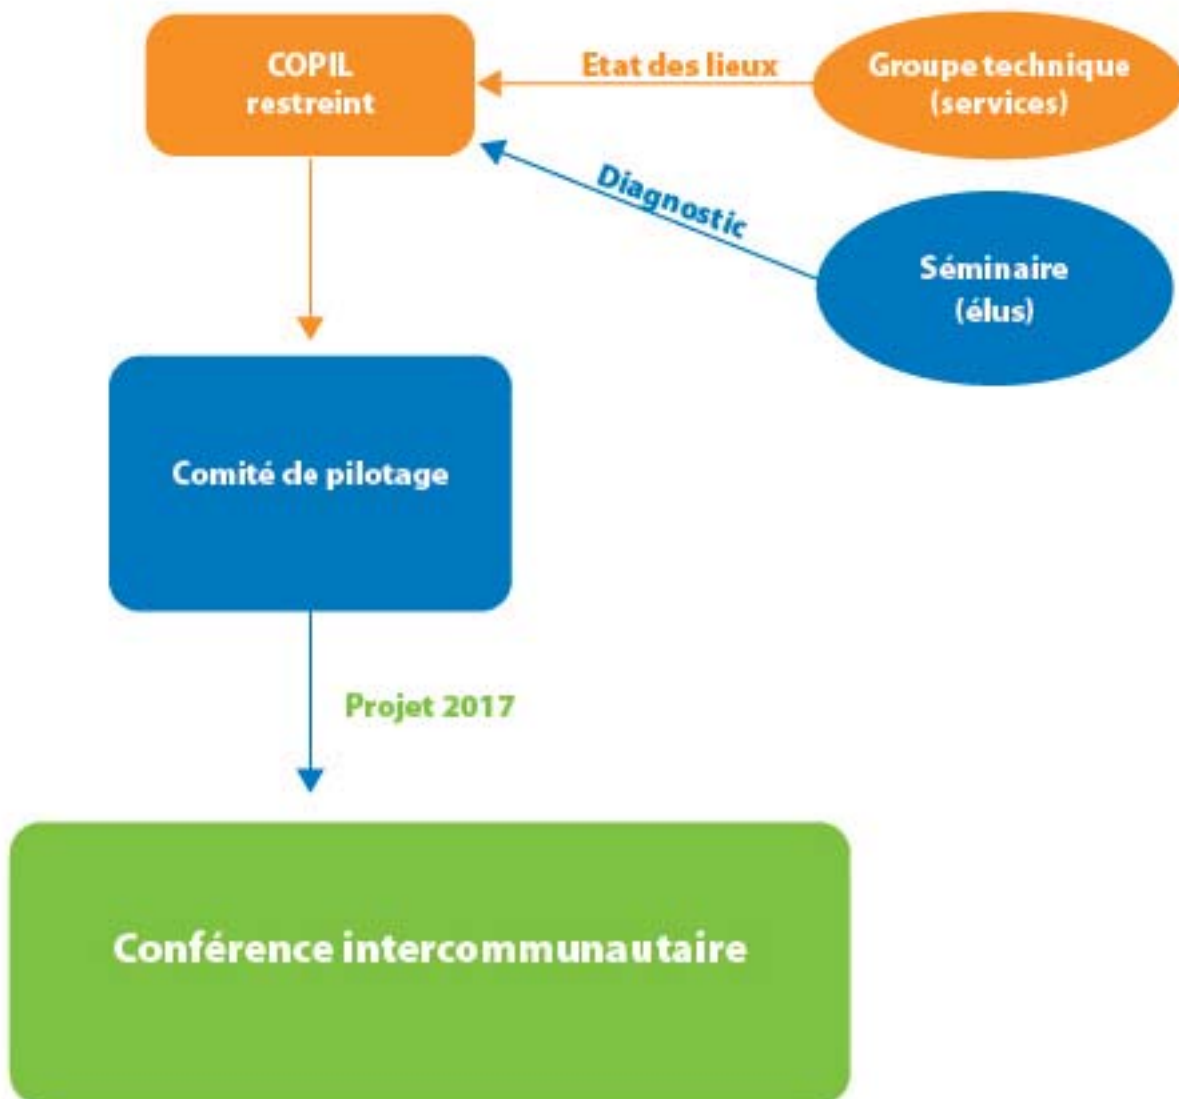 COPIL
restreint
Etat des lieux
Groupe technique
(services)
Diagnostic
Séminaire
(élus)
Comité de pilotage
Projet 2017
Conférence intercommunautaire